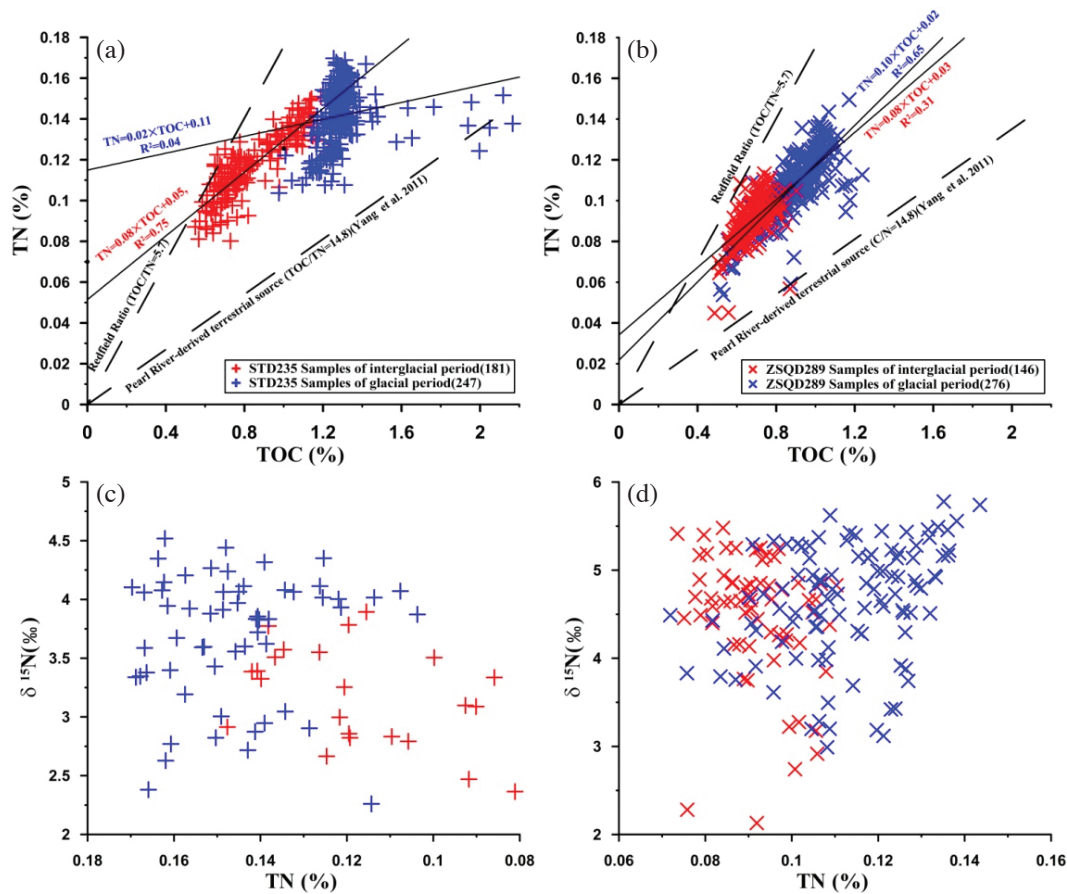 (a)
0.18
0.16
0.14
0.12
0.10
0.08
0.06
0.04
0.02
0
TN (%)
TN=0.02×TOC+0.11
R²=0.04
TN=0.08×TOC+0.05,
R²=0.75
Redfield Ratio (TOC/TN=5.7)
Pearl River-derived terrestrial source (TOC/TN=14.8)(Yang et al. 2011)
STD235 Samples of interglacial period(181)
STD235 Samples of glacial period(247)
0
0.4
0.8
1.2
1.6
2
TOC (%)
(b)
0.18
0.16
0.14
0.12
0.10
0.08
0.06
0.04
0.02
0
TN (%)
TN=0.10×TOC+0.02
R²=0.65
TN=0.08×TOC+0.03
R²=0.31
Redfield Ratio (TOC/TN=5.7)
Pearl River-derived terrestrial source (C/N=14.8)(Yang et al. 2011)
ZSQD289 Samples of interglacial period(146)
ZSQD289 Samples of glacial period(276)
0
0.4
0.8
1.2
1.6
2
TOC (%)
(c)
5
4.5
4
3.5
3
2.5
2
δ ¹⁵N(‰)
0.18
0.16
0.14
0.12
0.1
0.08
TN (%)
(d)
6
5
4
3
2
δ ¹⁵N(‰)
0.06
0.08
0.1
0.12
0.14
0.16
TN (%)